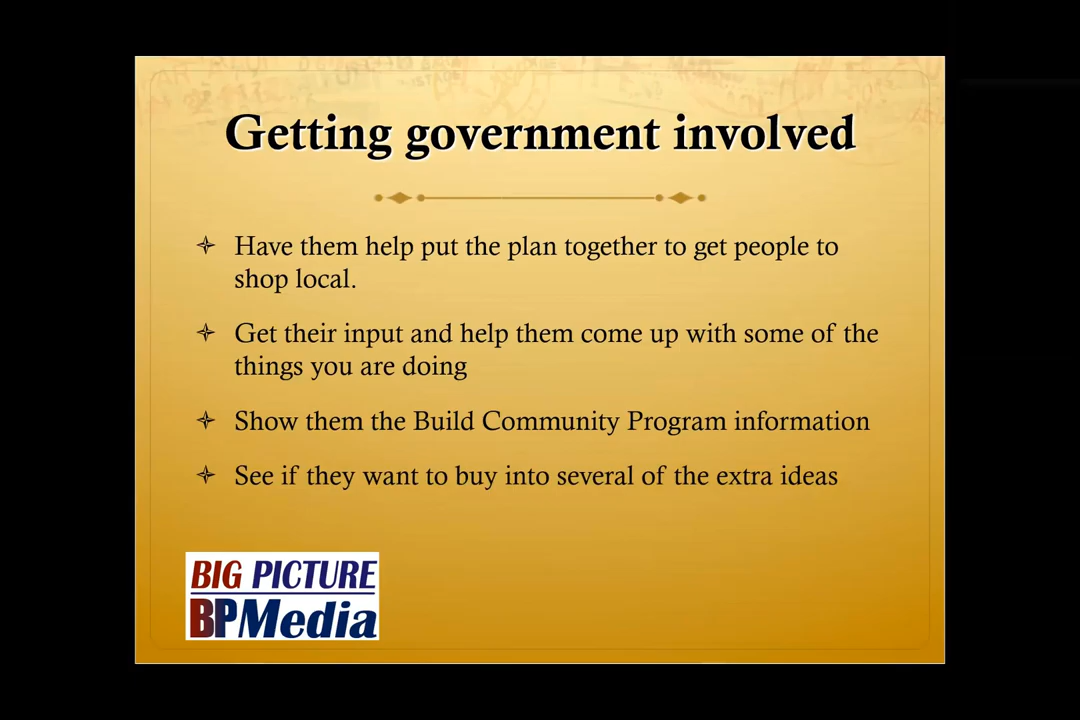 Getting government involved
Have them help put the plan together to get people to
shop local.
Get their input and help them come up with some of the
things you are doing
Show them the Build Community Program information
See if they want to buy into several of the extra ideas
BIG PICTURE
BPMedia